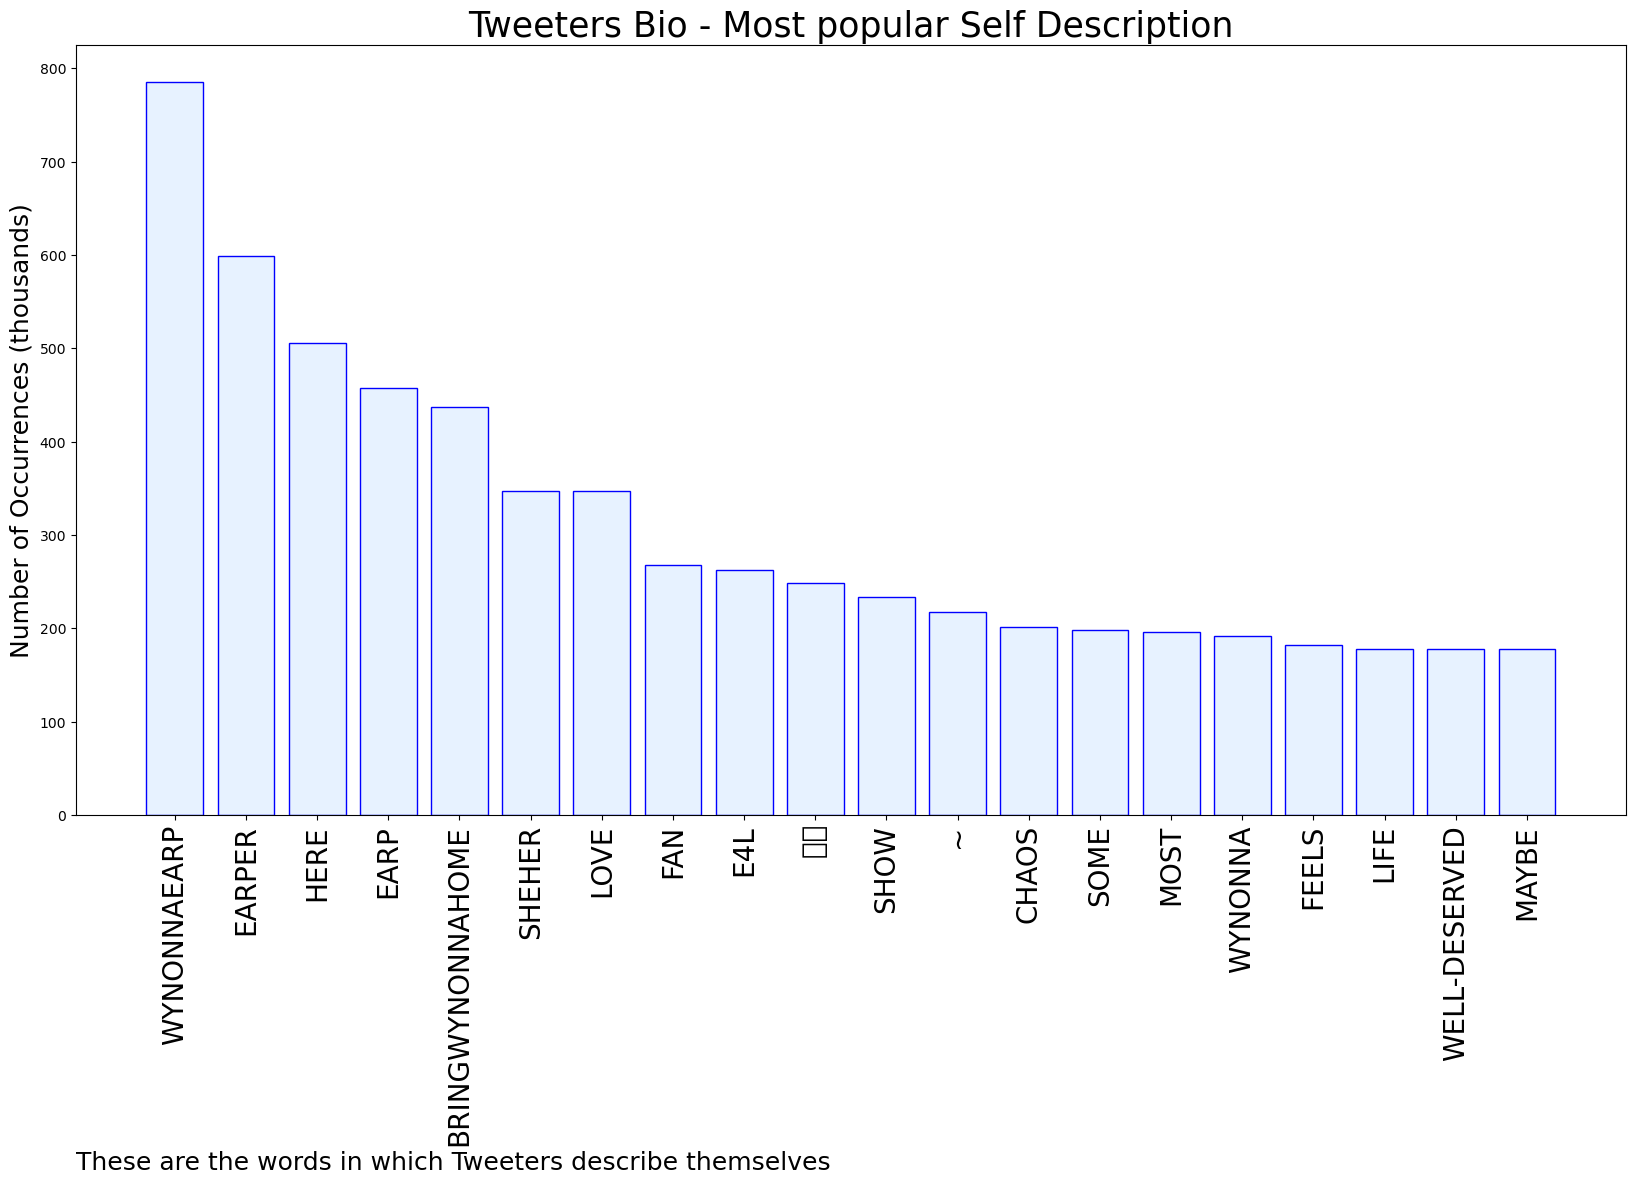 Tweeters Bio - Most popular Self Description
Number of Occurrences (thousands)
800
700
600
500
400
300
200
100
0
WYNONNAEARP
EARPER
HERE
EARP
BRINGWYNONNAHOME
SHEHER
LOVE
FAN
E4L
SHOW
~
CHAOS
SOME
MOST
WYNONNA
FEELS
LIFE
WELL-DESERVED
MAYBE
These are the words in which Tweeters describe themselves